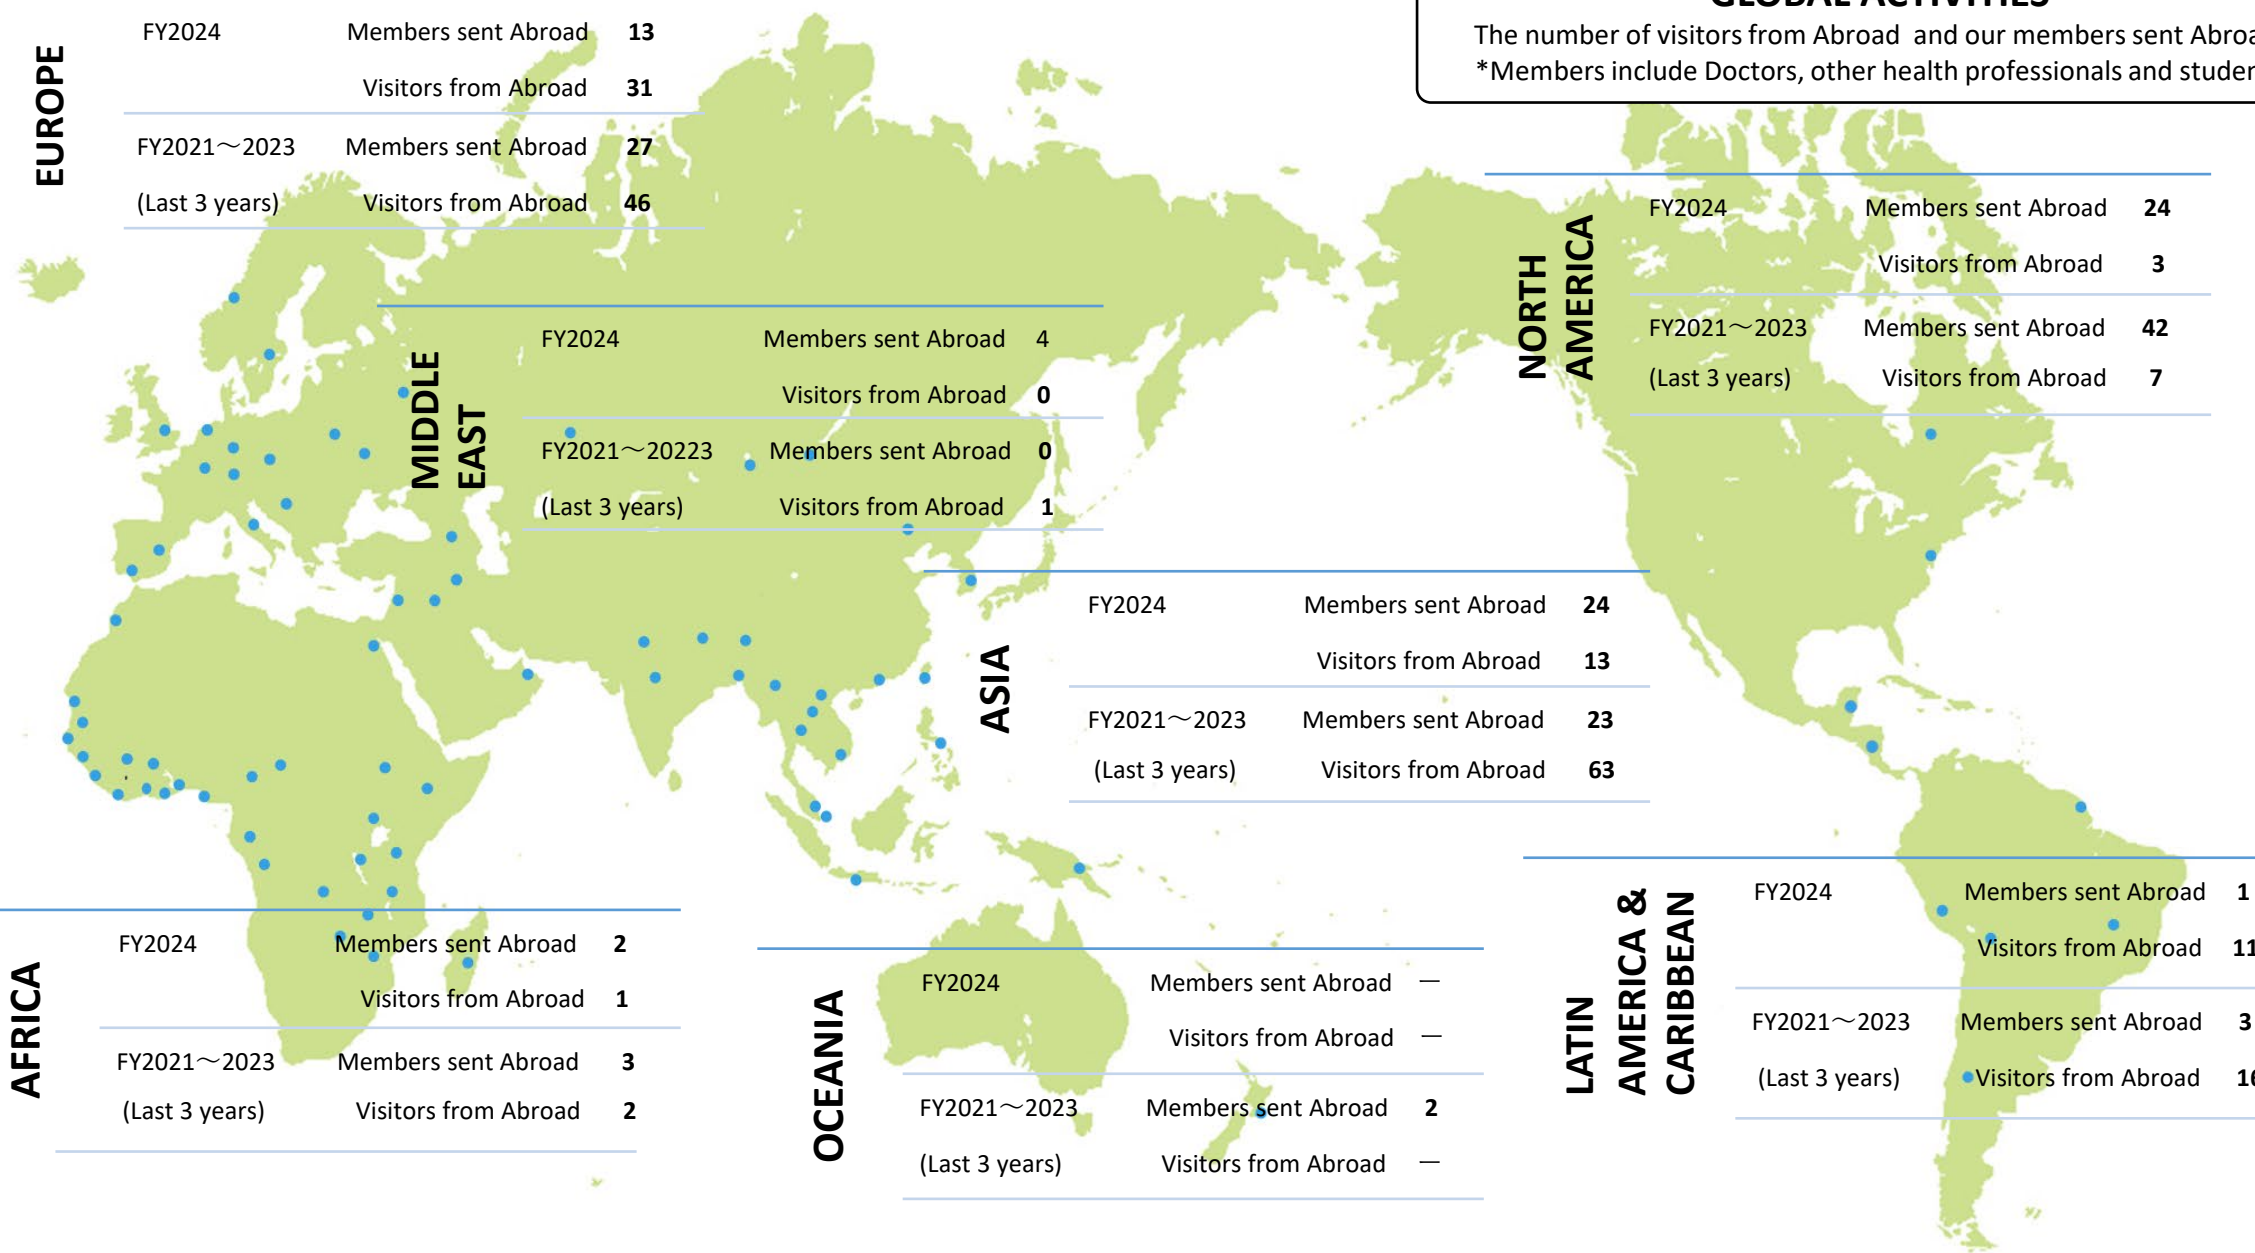 GLOBAL ACTIVITIES
The number of visitors from Abroad and our members sent
*Members include Doctors, other health professionals and
EUROPE
FY2024 Members sent Abroad 13
Visitors from Abroad 31
FY2021～2023 Members sent Abroad 27
(Last 3 years) Visitors from Abroad 46
MIDDLE
EAST
FY2024 Members sent Abroad 4
Visitors from Abroad 0
FY2021～20223 Members sent Abroad 0
(Last 3 years) Visitors from Abroad 1
NORTH
AMERICA
FY2024 Members sent Abroad 24
Visitors from Abroad 3
FY2021～2023 Members sent Abroad 42
(Last 3 years) Visitors from Abroad 7
ASIA
FY2024 Members sent Abroad 24
Visitors from Abroad 13
FY2021～2023 Members sent Abroad 23
(Last 3 years) Visitors from Abroad 63
AFRICA
FY2024 Members sent Abroad 2
Visitors from Abroad 1
FY2021～2023 Members sent Abroad 3
(Last 3 years) Visitors from Abroad 2
OCEANIA
FY2024 Members sent Abroad —
Visitors from Abroad —
FY2021～2023 Members sent Abroad 2
(Last 3 years) Visitors from Abroad —
LATIN
AMERICA &
CARIBBEAN
FY2024 Members sent Abroad 1
Visitors from Abroad 11
FY2021～2023 Members sent Abroad 3
(Last 3 years) Visitors from Abroad 16